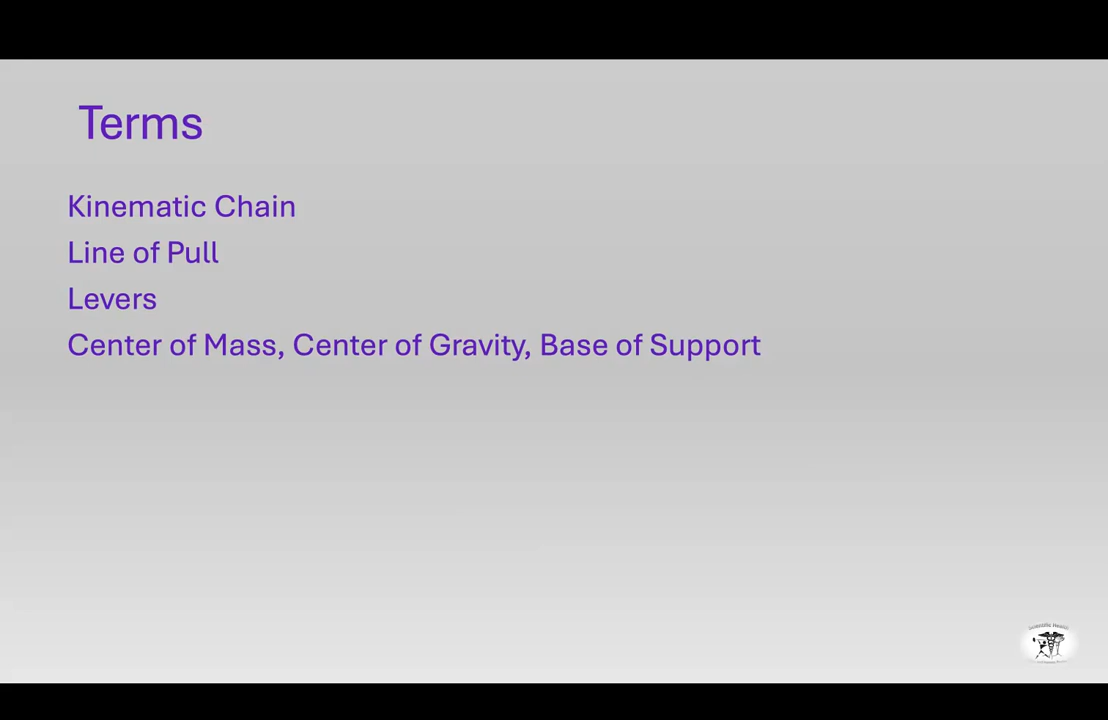 Terms
Kinematic Chain
Line of Pull
Levers
Center of Mass, Center of Gravity, Base of Support